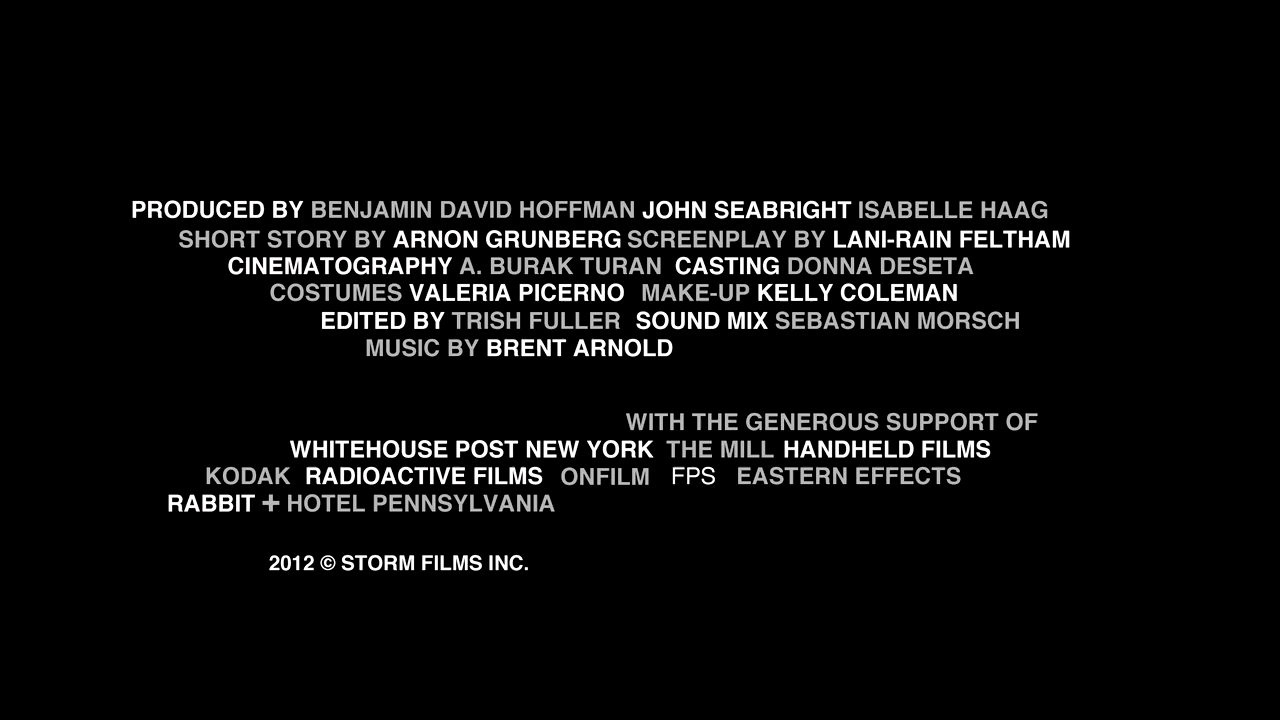 PRODUCED BY BENJAMIN DAVID HOFFMAN JOHN SEABRIGHT ISABELLE HAAG
SHORT STORY BY ARNON GRUNBERG SCREENPLAY BY LANI-RAIN FELTHAM
CINEMATOGRAPHY A. BURAK TURAN CASTING DONNA DESETA
COSTUMES VALERIA PICERNO MAKE-UP KELLY COLEMAN
EDITED BY TRISH FULLER SOUND MIX SEBASTIAN MORSCH
MUSIC BY BRENT ARNOLD
WITH THE GENEROUS SUPPORT OF
WHITEHOUSE POST NEW YORK THE MILL HANDHELD FILMS
KODAK RADIOACTIVE FILMS ONFILM FPS EASTERN EFFECTS
RABBIT + HOTEL PENNSYLVANIA
2012 © STORM FILMS INC.